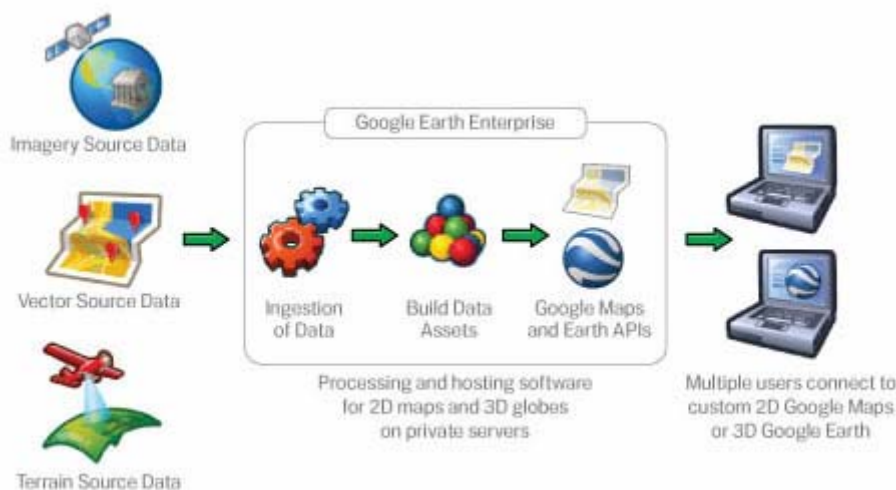 Imagery Source Data
Vector Source Data
Terrain Source Data
Google Earth Enterprise
Ingestion
of Data
Build Data
Assets
Google Maps
and Earth APIs
Processing and hosting software
for 2D maps and 3D globes
on private servers
Multiple users connect to
custom 2D Google Maps
or 3D Google Earth